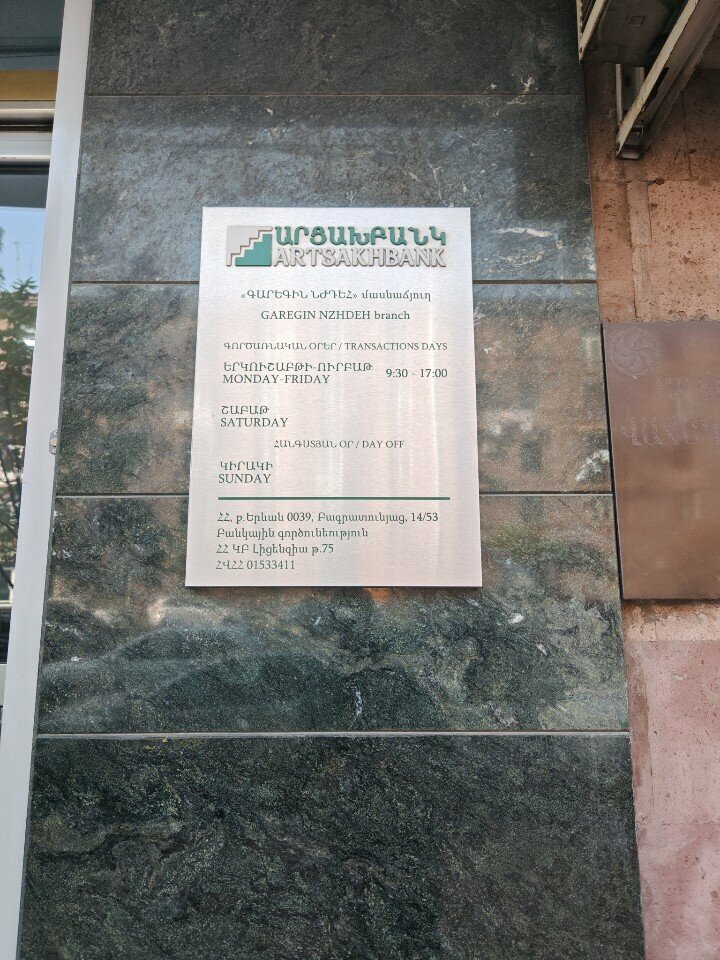 ԱՐՑԱԽԲԱՆԿ
ARTSAKHBANK
«ԳԱՐԵԳԻՆ ՆԺԴԵՀ» մասնաճյուղ
GAREGIN NZHDEH branch
ԳՈՐԾԱՌՆԱԿԱՆ ՕՐԵՐ / TRANSACTIONS DAYS
ԵՐԿՈՒՇԱԲԹԻ-ՈՒՐԲԱԹ 9:30 - 17:00
MONDAY-FRIDAY
ՇԱԲԱԹ
SATURDAY
ՀԱՆԳՍՏՅԱՆ ՕՐ / DAY OFF
ԿԻՐԱԿԻ
SUNDAY
ՀՀ, ք.Երևան 0039, Բագրատունյաց, 14/53
Բանկային գործունեություն
ՀՀ ԿԲ Լիցենզիա թ.75
ՀՎՀՀ 01533411